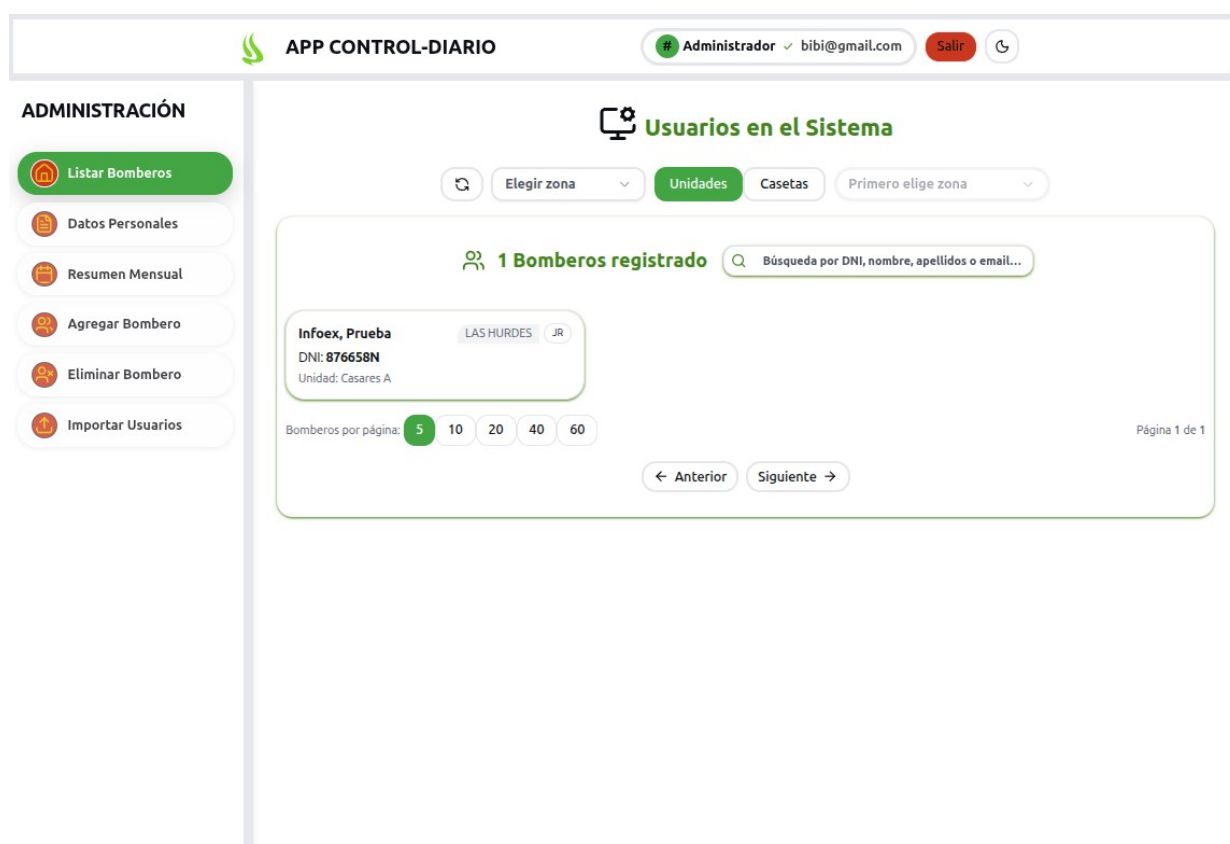 APP CONTROL-DIARIO
# Administrador bibi@gmail.com
Salir
ADMINISTRACIÓN
Listar Bomberos
Datos Personales
Resumen Mensual
Agregar Bombero
Eliminar Bombero
Importar Usuarios
Usuarios en el Sistema
Elegir zona
Unidades
Casetas
Primero elige zona
1 Bomberos registrado
Búsqueda por DNI, nombre, apellidos o email...
Infoex, Prueba
LAS HURDES
JR
DNI: 876658N
Unidad: Casares A
Bomberos por página: 5 10 20 40 60
Página 1 de 1
← Anterior
Siguiente →